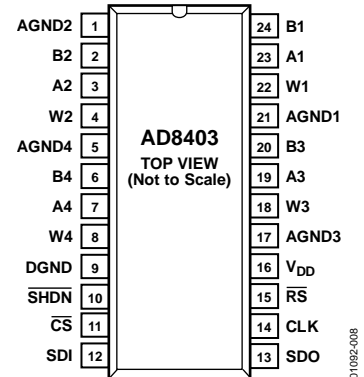 AGND2 1
B2 2
A2 3
W2 4
AGND4 5
B4 6
A4 7
W4 8
DGND 9
SHDN 10
CS 11
SDI 12
AD8403
TOP VIEW
(Not to Scale)
24 B1
23 A1
22 W1
21 AGND1
20 B3
19 A3
18 W3
17 AGND3
16 VDD
15 RS
14 CLK
13 SDO
01092-008